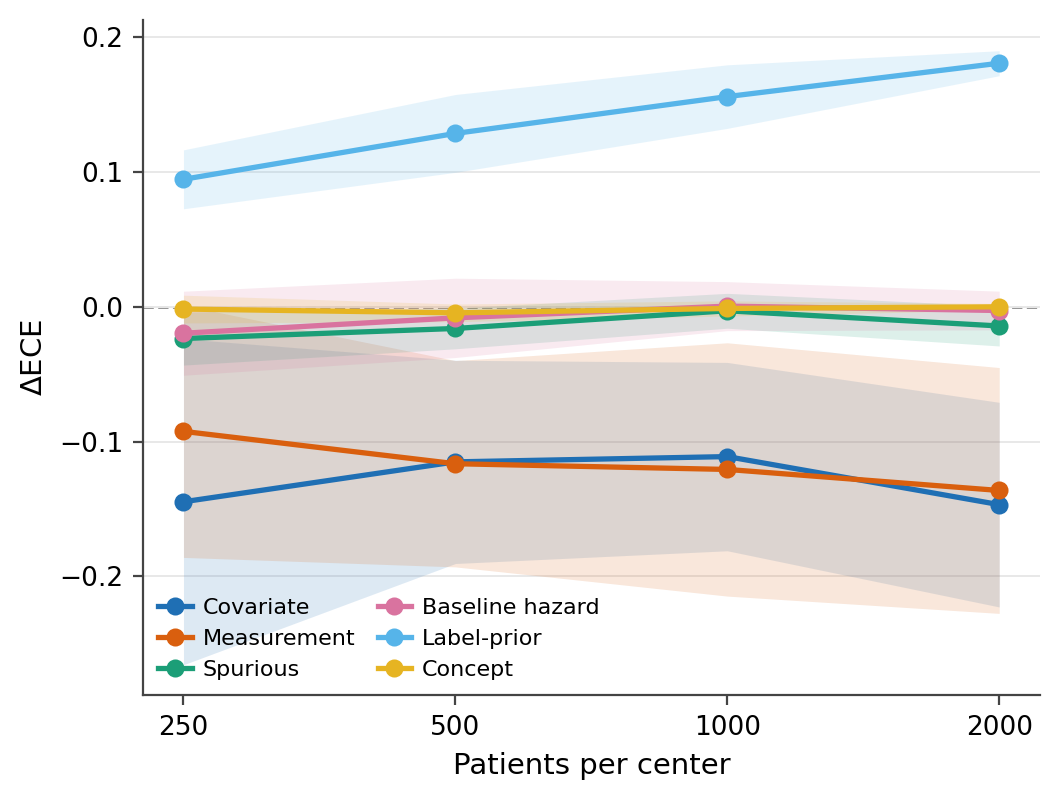 0.2
0.1
0.0
−0.1
−0.2
ΔECE
Covariate
Measurement
Spurious
Baseline hazard
Label-prior
Concept
250
500
1000
2000
Patients per center